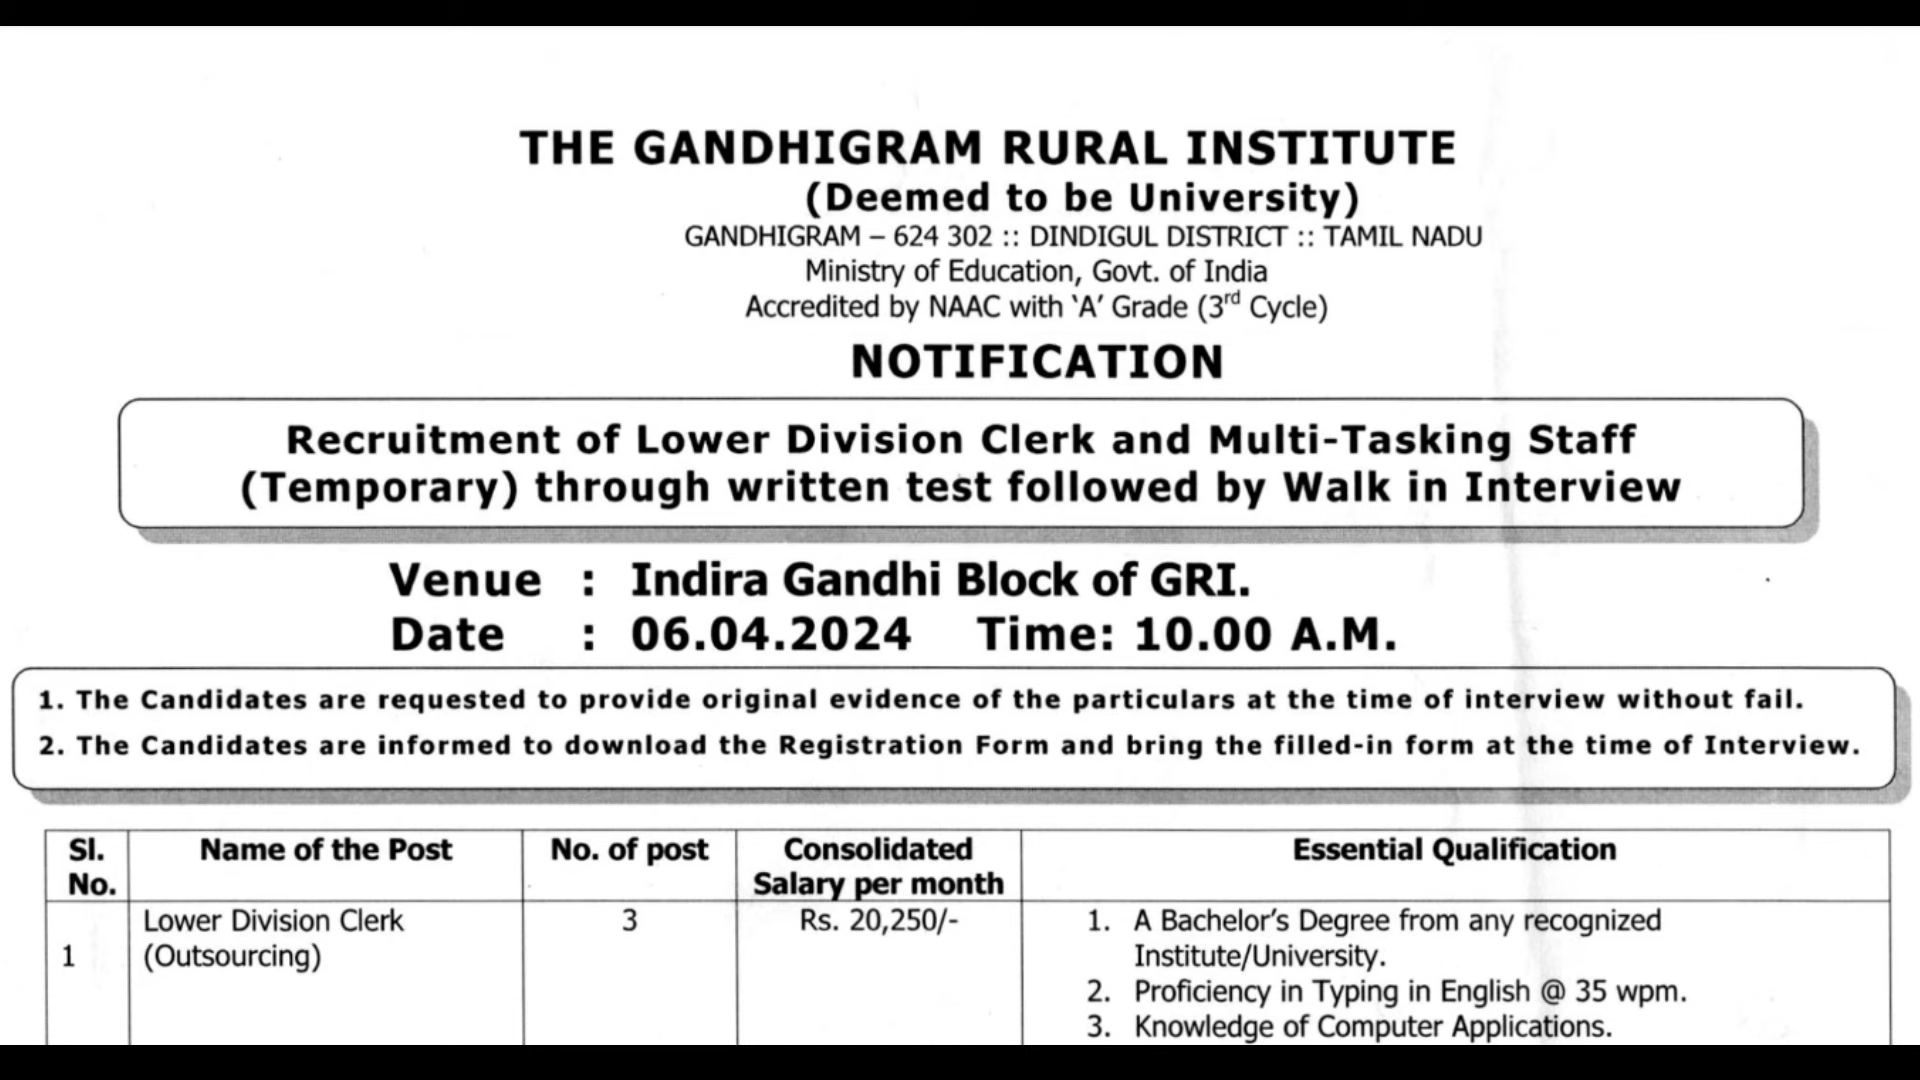 THE GANDHIGRAM RURAL INSTITUTE
(Deemed to be University)
GANDHIGRAM – 624 302 :: DINDIGUL DISTRICT :: TAMIL NADU
Ministry of Education, Govt. of India
Accredited by NAAC with ‘A’ Grade (3rd Cycle)
NOTIFICATION
Recruitment of Lower Division Clerk and Multi-Tasking Staff
(Temporary) through written test followed by Walk in Interview
Venue : Indira Gandhi Block of GRI.
Date : 06.04.2024 Time: 10.00 A.M.
1. The Candidates are requested to provide original evidence of the particulars at the time of interview without fail.
2. The Candidates are informed to download the Registration Form and bring the filled-in form at the time of Interview.
Sl. No. Name of the Post No. of post Consolidated Salary per month Essential Qualification
1 Lower Division Clerk (Outsourcing) 3 Rs. 20,250/- 1. A Bachelor’s Degree from any recognized
Institute/University.
2. Proficiency in Typing in English @ 35 wpm.
3. Knowledge of Computer Applications.